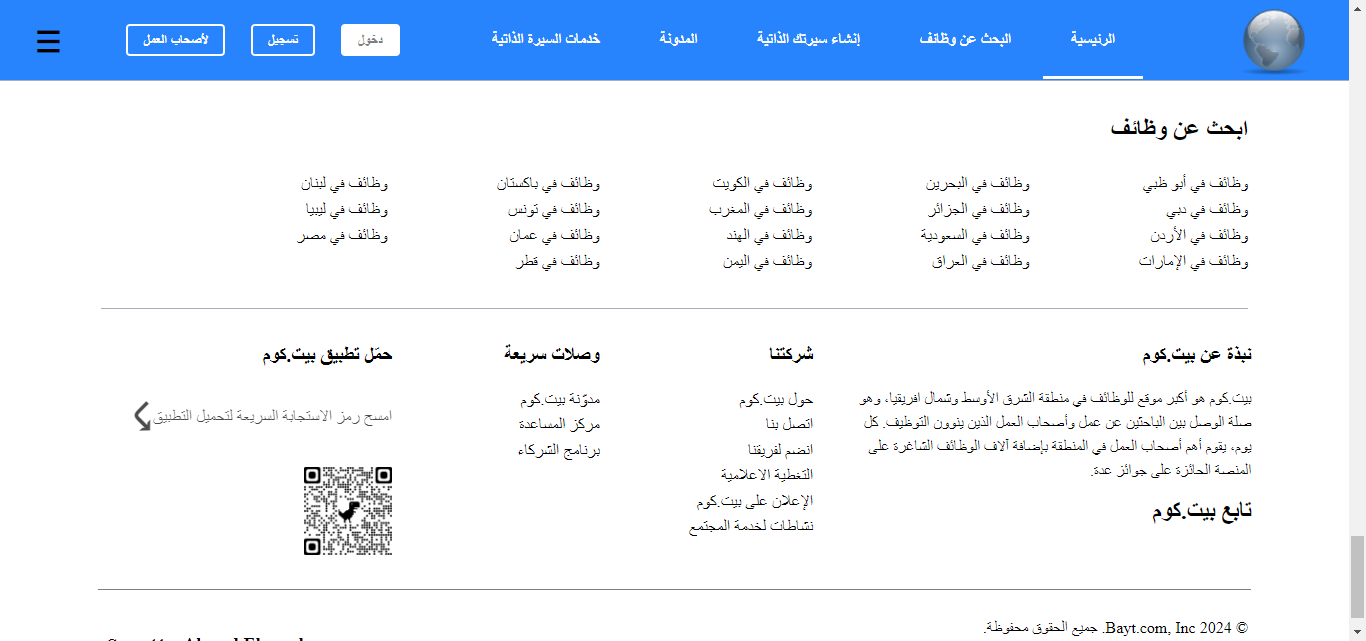 الرئيسية
البحث عن وظائف
إنشاء سيرتك الذاتية
المدونة
خدمات السيرة الذاتية
دخول
تسجيل
لأصحاب العمل
ابحث عن وظائف
وظائف في أبو ظبي
وظائف في دبي
وظائف في الأردن
وظائف في الإمارات
وظائف في البحرين
وظائف في الجزائر
وظائف في السعودية
وظائف في العراق
وظائف في الكويت
وظائف في المغرب
وظائف في الهند
وظائف في اليمن
وظائف في باكستان
وظائف في تونس
وظائف في عمان
وظائف في قطر
وظائف في لبنان
وظائف في ليبيا
وظائف في مصر
نبذة عن بيت.كوم
بيت.كوم هو أكبر موقع للوظائف في منطقة الشرق الأوسط وشمال افريقيا، وهو
صلة الوصل بين الباحثين عن عمل وأصحاب العمل الذين ينوون التوظيف. كل
يوم، يقوم أهم أصحاب العمل في المنطقة بإضافة آلاف الوظائف الشاغرة على
المنصة الحائزة على جوائز عدة.
تابع بيت.كوم
شركتنا
حول بيت.كوم
اتصل بنا
انضم لفريقنا
التغطية الاعلامية
الإعلان على بيت.كوم
نشاطات لخدمة المجتمع
وصلات سريعة
مدوّنة بيت.كوم
مركز المساعدة
برنامج الشركاء
حمّل تطبيق بيت.كوم
امسح رمز الاستجابة السريعة لتحميل التطبيق
© 2024 Bayt.com, Inc. جميع الحقوق محفوظة.